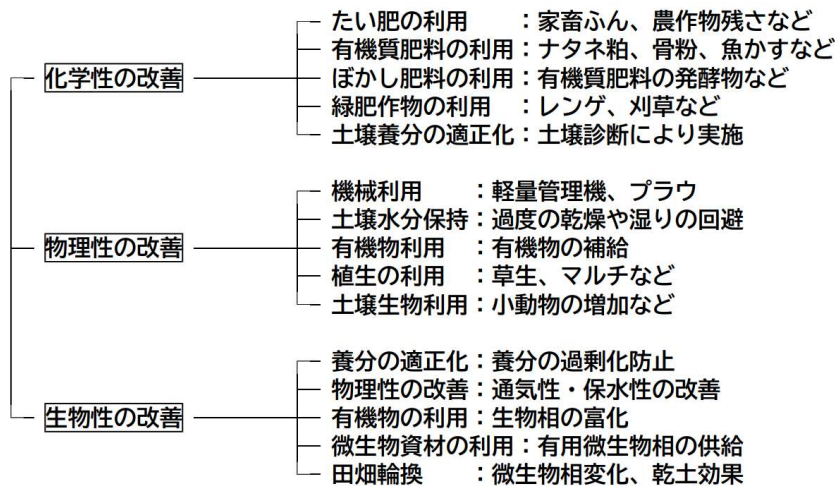 たい肥の利用　　：家畜ふん、農作物残さなど
有機質肥料の利用：ナタネ粕、骨粉、魚かすなど
化学性の改善
ぼかし肥料の利用：有機質肥料の発酵物など
緑肥作物の利用　：レンゲ、刈草など
土壌養分の適正化：土壌診断により実施
機械利用　　：軽量管理機、プラウ
土壌水分保持：過度の乾燥や湿りの回避
物理性の改善
有機物利用　：有機物の補給
植生の利用　：草生、マルチなど
土壌生物利用：小動物の増加など
養分の適正化：養分の過剰化防止
物理性の改善：通気性・保水性の改善
生物性の改善
有機物の利用：生物相の富化
微生物資材の利用：有用微生物相の供給
田畑輪換　　：微生物相変化、乾土効果